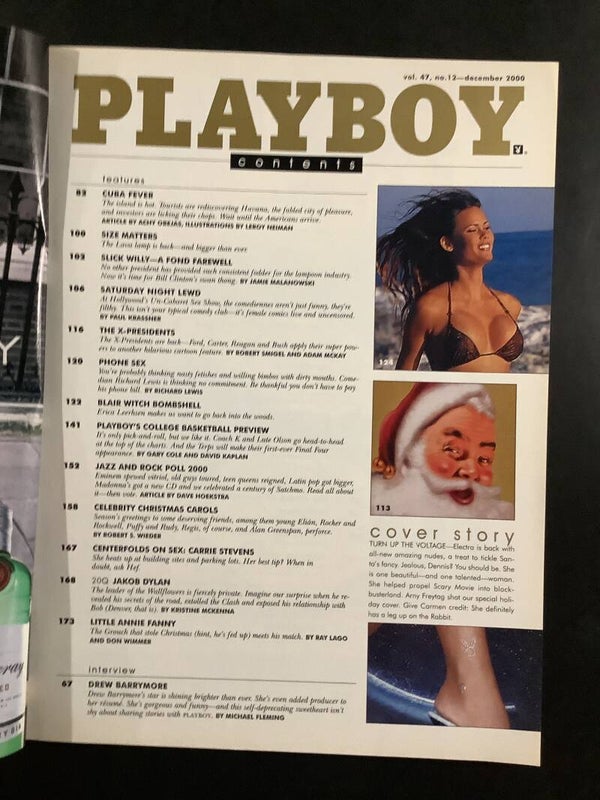 vol. 47, no.12—december 2000
PLAYBOY
contents
features
82 CUBA FEVER
The island is hot. Tourists are rediscovering Havana, the fabled city of pleasure,
and investors are licking their chops. Wait until the Americans arrive.
ARTICLE BY ACHY OBEJAS, ILLUSTRATIONS BY LEROY NEIMAN
100 SIZE MATTERS
The Lava lamp is back—and bigger than ever
102 SLICK WILLY—A FOND FAREWELL
No other president has provided such consistent fodder for the lampoon industry.
Now it's time for Bill Clinton's swan thong. BY JAMIE MALANOWSKI
106 SATURDAY NIGHT LEWD
At Hollywood's Un-Cabaret Sex Show, the comediennes aren't just funny, they're
filthy. This isn't your typical comedy club—it's female comics live and uncensored.
BY PAUL KRASSNER
116 THE X-PRESIDENTS
The X-Presidents are back—Ford, Carter, Reagan and Bush apply their super pow-
ers to another hilarious cartoon feature. BY ROBERT SMIGEL AND ADAM MCKAY
120 PHONE SEX
You're probably thinking nasty fetishes and willing bimbos with dirty mouths. Come-
dian Richard Lewis is thinking no commitment. Be thankful you don't have to pay
his phone bill. BY RICHARD LEWIS
122 BLAIR WITCH BOMBSHELL
Erica Leerhsen makes us want to go back into the woods.
141 PLAYBOY'S COLLEGE BASKETBALL PREVIEW
It's only pick-and-roll, but we like it. Coach K and Lute Olson go head-to-head
at the top of the charts. And the Terps will make their first-ever Final Four
appearance. BY GARY COLE AND DAVID KAPLAN
152 JAZZ AND ROCK POLL 2000
Eminem spewed vitriol, old guys toured, teen queens reigned, Latin pop got bigger,
Madonna's got a new CD and we celebrated a century of Satchmo. Read all about
it—then vote. ARTICLE BY DAVE HOEKSTRA
158 CELEBRITY CHRISTMAS CAROLS
Season's greetings to some deserving friends, among them young Elián, Rocker and
Rockwell, Puffy and Rudy, Regis, of course, and Alan Greenspan, perforce.
BY ROBERT S. WIEDER
167 CENTERFOLDS ON SEX: CARRIE STEVENS
She heats up at building sites and parking lots. Her best tip? When in
doubt, ask Hef.
168 20Q JAKOB DYLAN
The leader of the Wallflowers is fiercely private. Imagine our surprise when he re-
vealed his secrets of the road, extolled the Clash and exposed his relationship with
Bob (Denver, that is). BY KRISTINE MCKENNA
173 LITTLE ANNIE FANNY
The Grouch that stole Christmas (hint, he's fed up) meets his match. BY RAY LAGO
AND DON WIMMER
interview
67 DREW BARRYMORE
Drew Barrymore's star is shining brighter than ever. She's even added producer to
her résumé. She's gorgeous and funny—and this self-deprecating sweetheart isn't
shy about sharing stories with PLAYBOY. BY MICHAEL FLEMING
124
113
cover story
TURN UP THE VOLTAGE—Electra is back with
all-new amazing nudes, a treat to tickle San-
ta's fancy. Jealous, Dennis? You should be. She
is one beautiful—and one talented—woman.
She helped propel Scary Movie into block-
busterland. Arny Freytag shot our special holi-
day cover. Give Carmen credit: She definitely
has a leg up on the Rabbit.